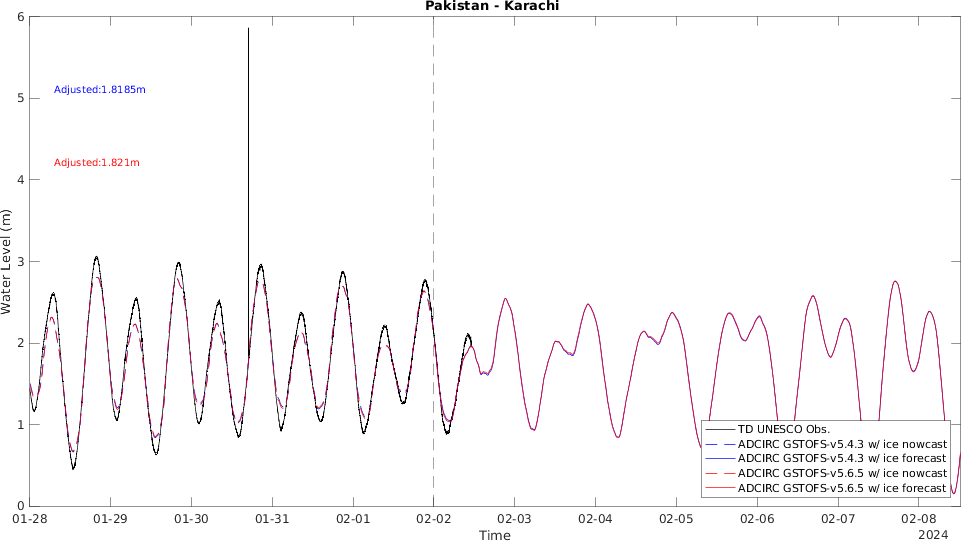 Pakistan - Karachi
6
5
4
3
2
1
0
Water Level (m)
Adjusted:1.8185m
Adjusted:1.821m
TD UNESCO Obs.
ADCIRC GSTOFS-v5.4.3 w/ ice nowcast
ADCIRC GSTOFS-v5.4.3 w/ ice forecast
ADCIRC GSTOFS-v5.6.5 w/ ice nowcast
ADCIRC GSTOFS-v5.6.5 w/ ice forecast
01-28 01-29 01-30 01-31 02-01 02-02 02-03 02-04 02-05 02-06 02-07 02-08
Time
2024